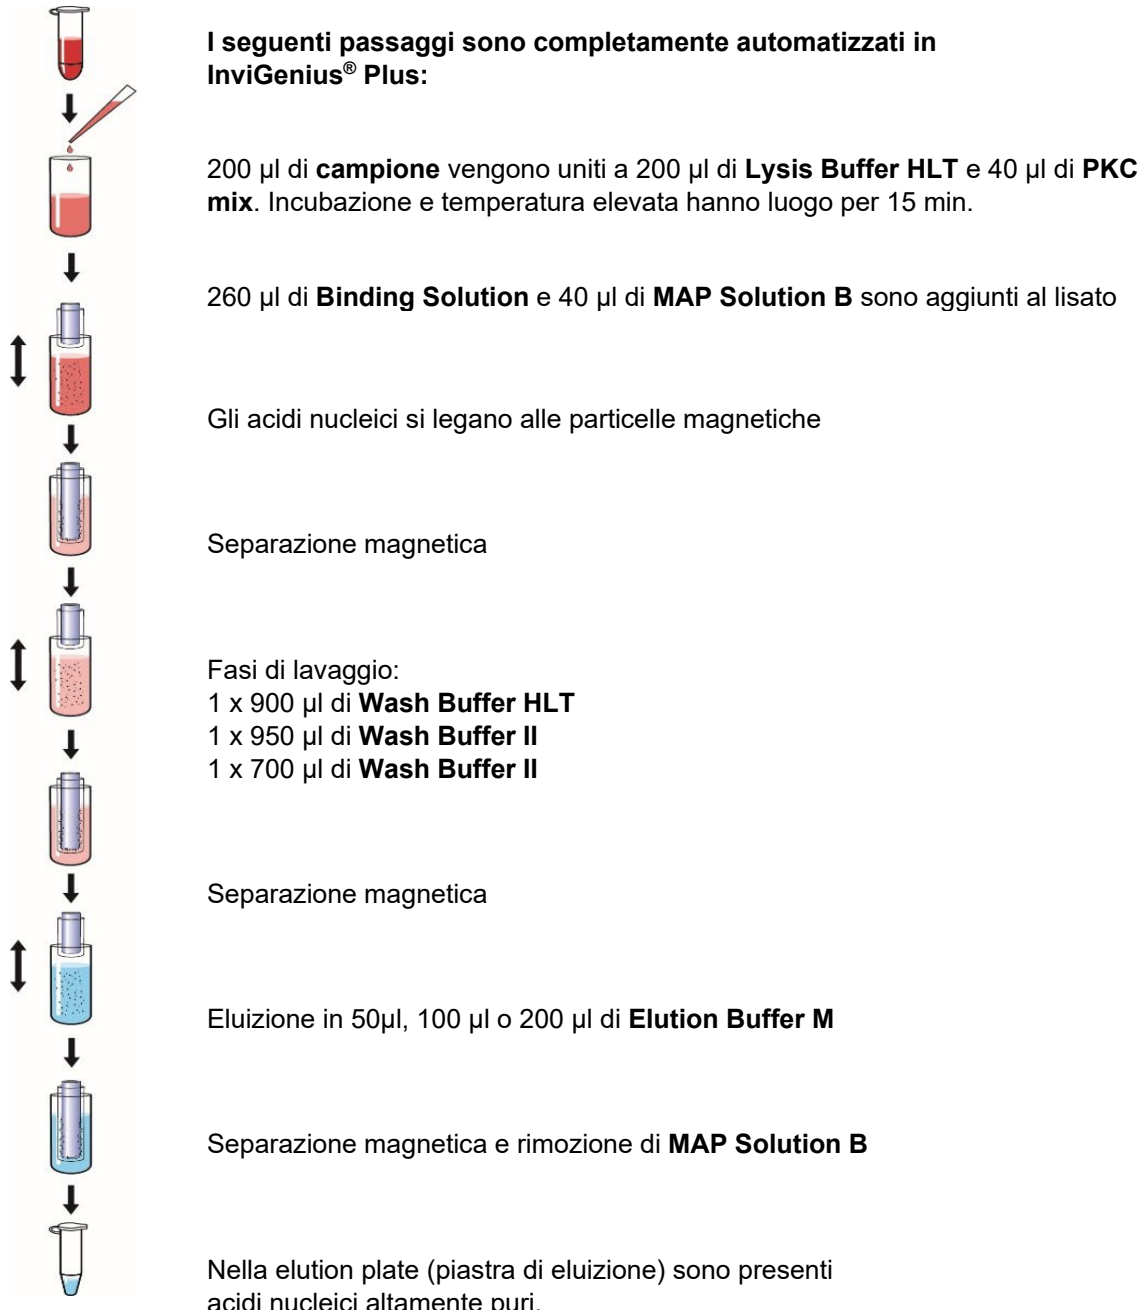 I seguenti passaggi sono completamente automatizzati in
InviGenius® Plus:
200 µl di campione vengono uniti a 200 µl di Lysis Buffer HLT e 40 µl di PKC
mix. Incubazione e temperatura elevata hanno luogo per 15 min.
260 µl di Binding Solution e 40 µl di MAP Solution B sono aggiunti al lisato
Gli acidi nucleici si legano alle particelle magnetiche
Separazione magnetica
Fasi di lavaggio:
1 x 900 µl di Wash Buffer HLT
1 x 950 µl di Wash Buffer II
1 x 700 µl di Wash Buffer II
Separazione magnetica
Eluizione in 50µl, 100 µl o 200 µl di Elution Buffer M
Separazione magnetica e rimozione di MAP Solution B
Nella elution plate (piastra di eluizione) sono presenti
acidi nucleici altamente puri.